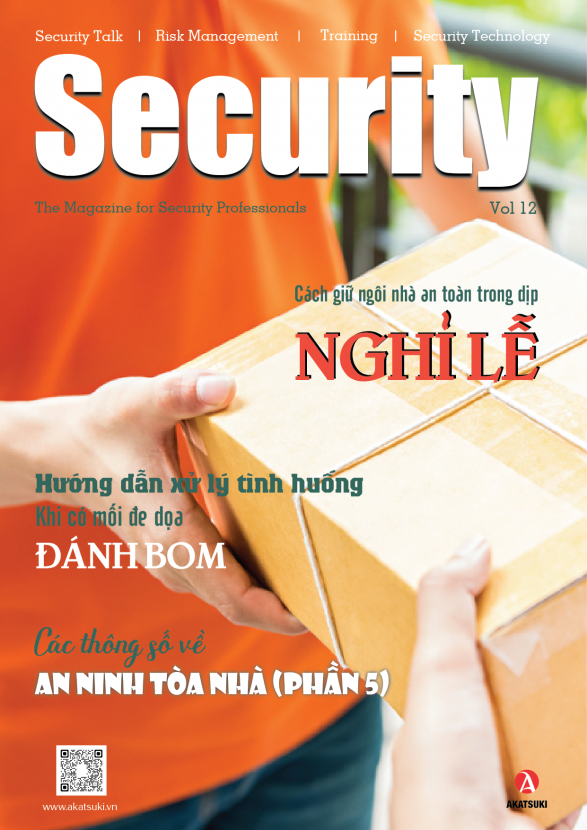 Security Talk | Risk Management | Training | Security Technology
Security
The Magazine for Security Professionals Vol 12
Cách giữ ngôi nhà an toàn trong dịp
NGHỈ LỄ
Hướng dẫn xử lý tình huống
Khi có mối đe dọa
ĐÁNH BOM
Các thông số về
AN NINH TÒA NHÀ (PHẦN 5)
www.akatsuki.vn
AKATSUKI